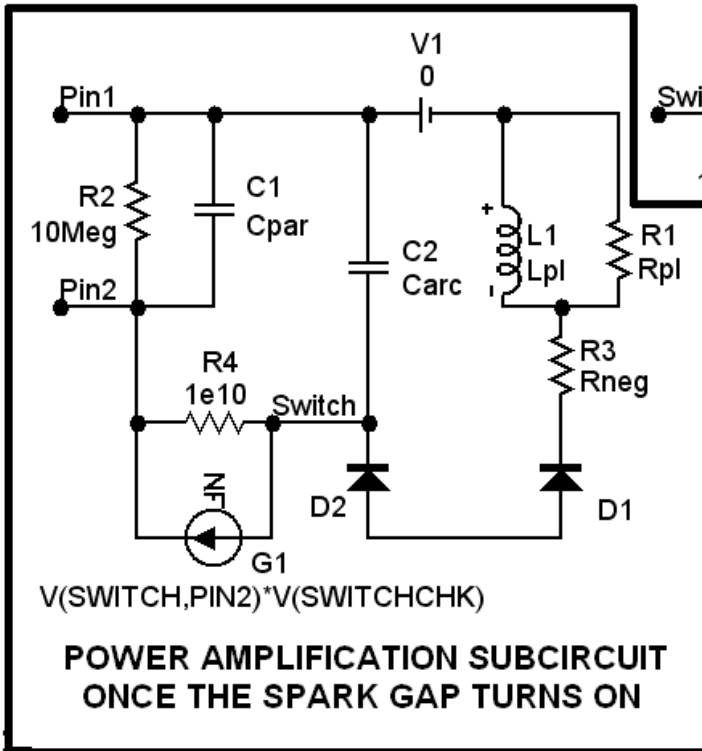 V1
0
Pin1
Swi
R2
10Meg
C1
Cpar
C2
Carc
+
L1
Lpl
-
R1
Rpl
Pin2
R3
Rneg
R4
1e10
Switch
NF
D2
D1
G1
V(SWITCH,PIN2)*V(SWITCHCHK)
POWER AMPLIFICATION SUBCIRCUIT
ONCE THE SPARK GAP TURNS ON